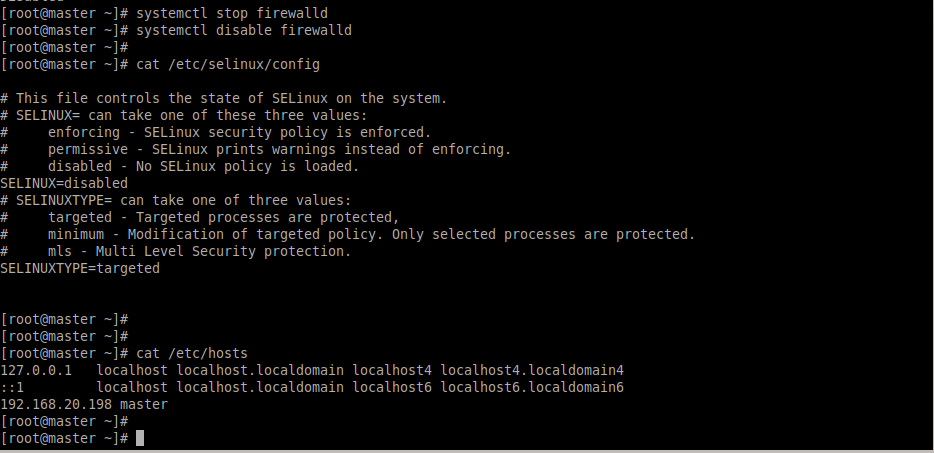 [root@master ~]# systemctl stop firewalld
[root@master ~]# systemctl disable firewalld
[root@master ~]#
[root@master ~]# cat /etc/selinux/config
# This file controls the state of SELinux on the system.
# SELINUX= can take one of these three values:
#     enforcing - SELinux security policy is enforced.
#     permissive - SELinux prints warnings instead of enforcing.
#     disabled - No SELinux policy is loaded.
SELINUX=disabled
# SELINUXTYPE= can take one of three values:
#     targeted - Targeted processes are protected,
#     minimum - Modification of targeted policy. Only selected processes are protected.
#     mls - Multi Level Security protection.
SELINUXTYPE=targeted
[root@master ~]#
[root@master ~]#
[root@master ~]# cat /etc/hosts
127.0.0.1   localhost localhost.localdomain localhost4 localhost4.localdomain4
::1         localhost localhost.localdomain localhost6 localhost6.localdomain6
192.168.20.198 master
[root@master ~]#
[root@master ~]#